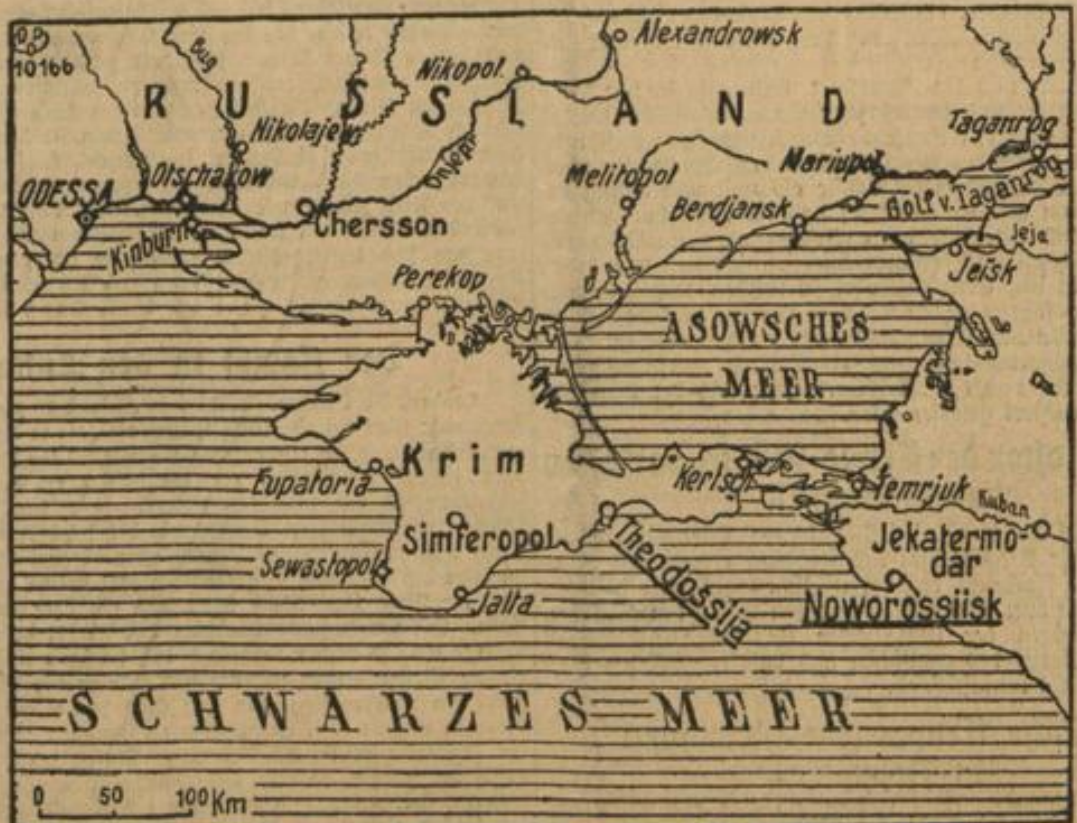 10166
Bug
Alexandrowsk
Nikopol
RUSSLAND
Nikolajew
Taganrog
Dnjepr
Otschakow
Mariupol
ODESSA
Melitopol
Golf v. Taganrog
Berdjansk
Chersson
Kinburn
Jeja
Jeisk
Perekop
ASOWSCHES
MEER
Krim
Eupatoria
Kertsch
Temrjuk
Kuban
Simferopol
Jekatermo-
dar
Theodossija
Sewastopol
Jalta
Noworossiisk
SCHWARZES MEER
0 50 100 Km